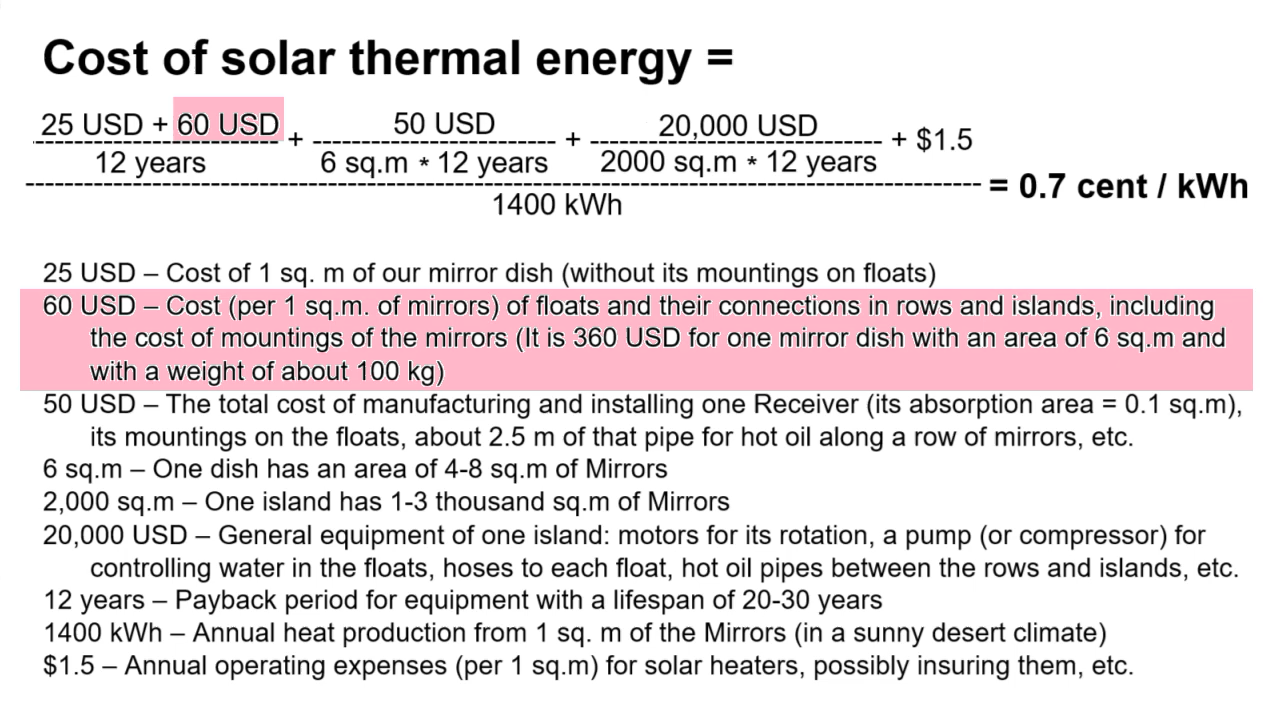 Cost of solar thermal energy =
25 USD + 60 USD + 50 USD + 20,000 USD + $1.5
12 years 6 sq.m * 12 years 2000 sq.m * 12 years
= 0.7 cent / kWh
1400 kWh
25 USD – Cost of 1 sq. m of our mirror dish (without its mountings on floats)
60 USD – Cost (per 1 sq.m. of mirrors) of floats and their connections in rows and islands, including
the cost of mountings of the mirrors (It is 360 USD for one mirror dish with an area of 6 sq.m and
with a weight of about 100 kg)
50 USD – The total cost of manufacturing and installing one Receiver (its absorption area = 0.1 sq.m),
its mountings on the floats, about 2.5 m of that pipe for hot oil along a row of mirrors, etc.
6 sq.m – One dish has an area of 4-8 sq.m of Mirrors
2,000 sq.m – One island has 1-3 thousand sq.m of Mirrors
20,000 USD – General equipment of one island: motors for its rotation, a pump (or compressor) for
controlling water in the floats, hoses to each float, hot oil pipes between the rows and islands, etc.
12 years – Payback period for equipment with a lifespan of 20-30 years
1400 kWh – Annual heat production from 1 sq. m of the Mirrors (in a sunny desert climate)
$1.5 – Annual operating expenses (per 1 sq.m) for solar heaters, possibly insuring them, etc.